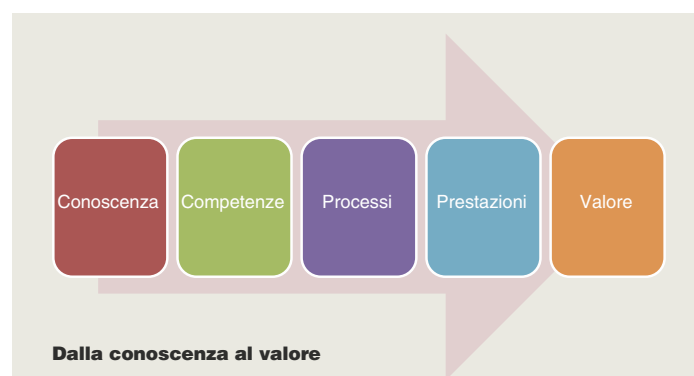 Conoscenza
Competenze
Processi
Prestazioni
Valore
Dalla conoscenza al valore